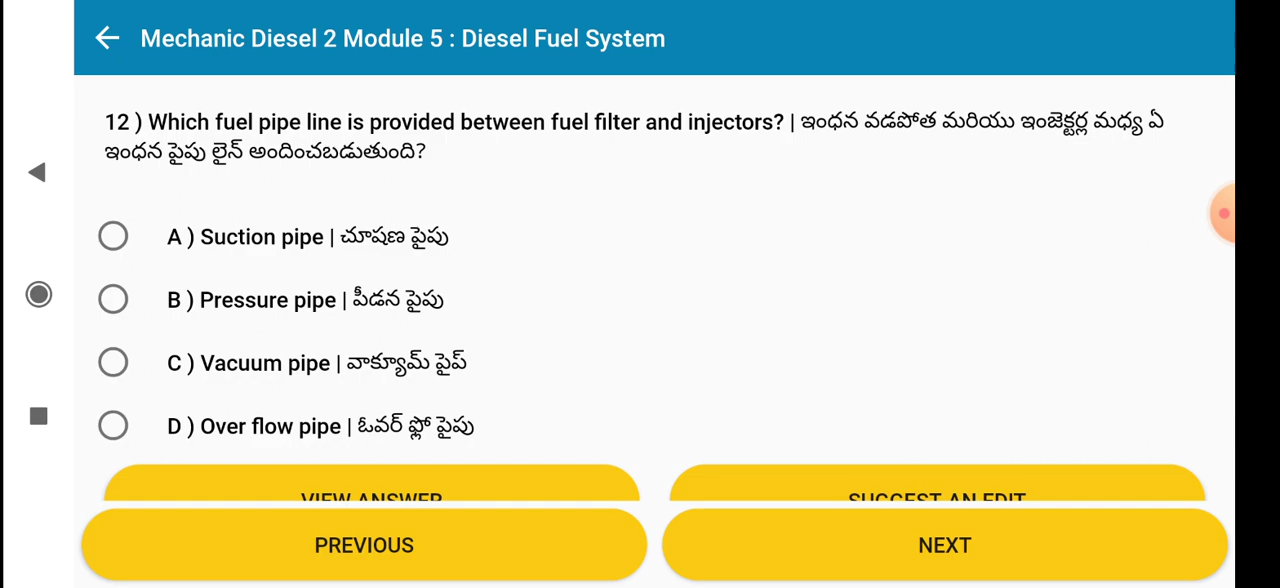 Mechanic Diesel 2 Module 5 : Diesel Fuel System
12 ) Which fuel pipe line is provided between fuel filter and injectors? | ఇంధన వడపోత మరియు ఇంజెక్టర్ల మధ్య ఏ
ఇంధన పైపు లైన్ అందించబడుతుంది?
A ) Suction pipe | చూషణ పైపు
B ) Pressure pipe | పీడన పైపు
C ) Vacuum pipe | వాక్యూమ్ పైప్
D ) Over flow pipe | ఓవర్ ఫ్లో పైపు
VIEW ANSWER SUGGEST AN EDIT
PREVIOUS NEXT